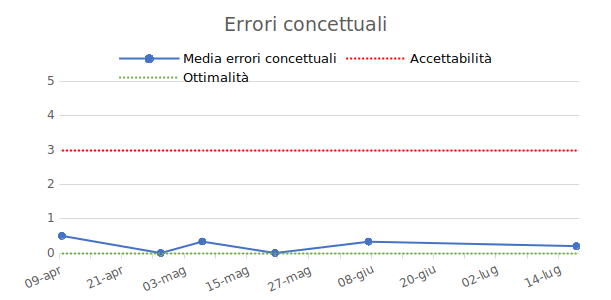 Errori concettuali
Media errori concettuali Accettabilità
Ottimalità
5
4
3
2
1
0
09-apr 21-apr 03-mag 15-mag 27-mag 08-giu 20-giu 02-lug 14-lug